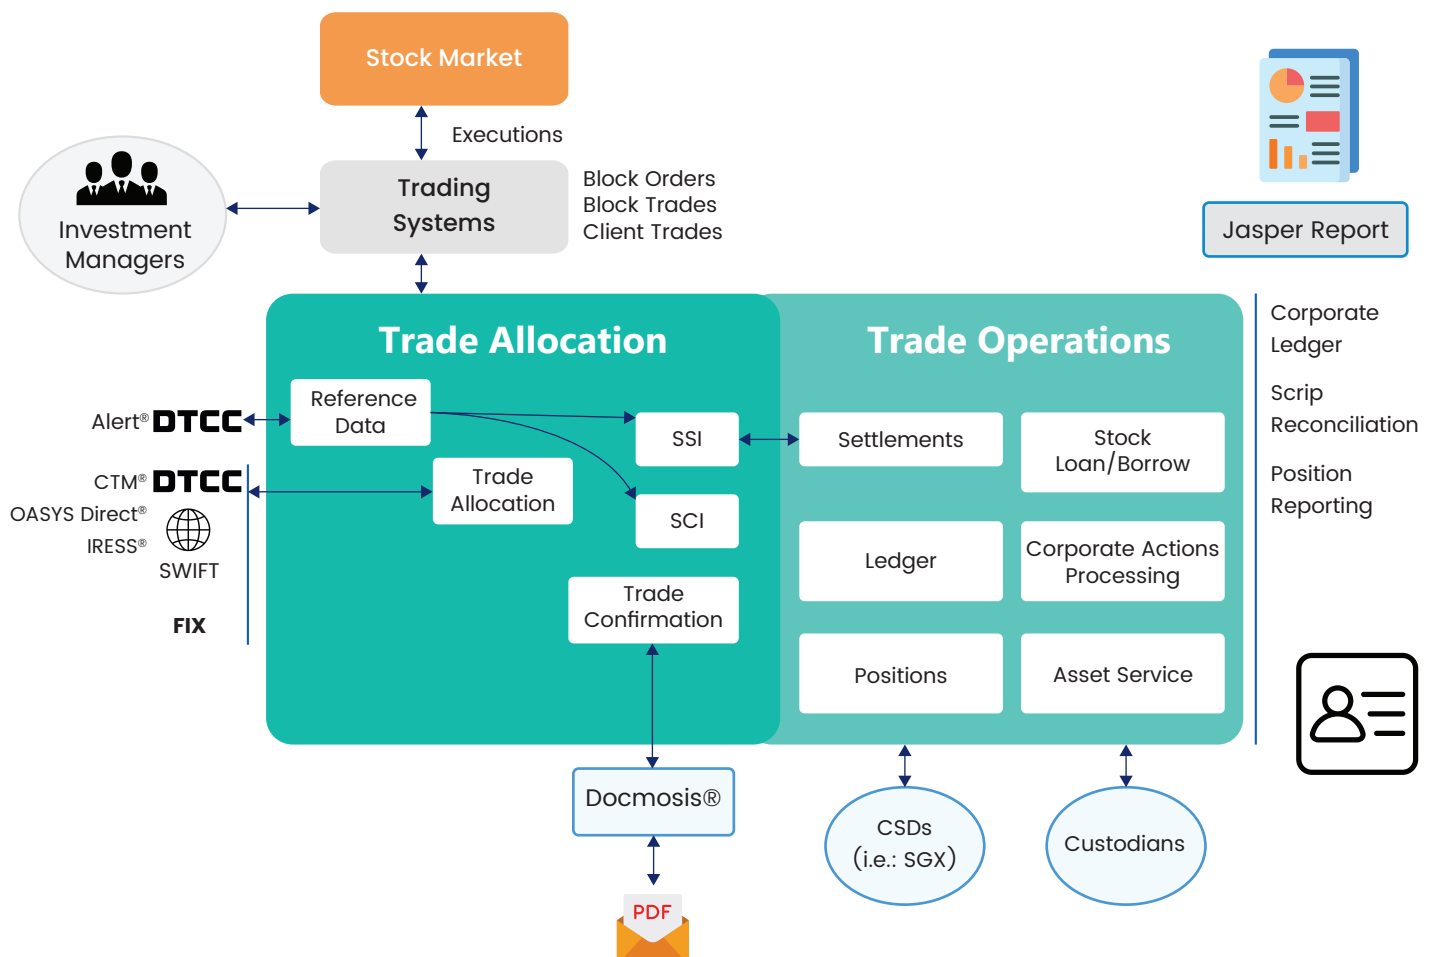 Stock Market
Executions
Trading
Systems
Block Orders
Block Trades
Client Trades
Investment
Managers
Jasper Report
Trade Allocation
Trade Operations
Corporate
Ledger
Scrip
Reconciliation
Position
Reporting
Alert® DTCC
Reference
Data
SSI
Settlements
Stock
Loan/Borrow
CTM® DTCC
OASYS Direct®
IRESS®
SWIFT
FIX
Trade
Allocation
SCI
Ledger
Corporate Actions
Processing
Trade
Confirmation
Positions
Asset Service
Docmosis®
CSDs
(i.e.: SGX)
Custodians
PDF